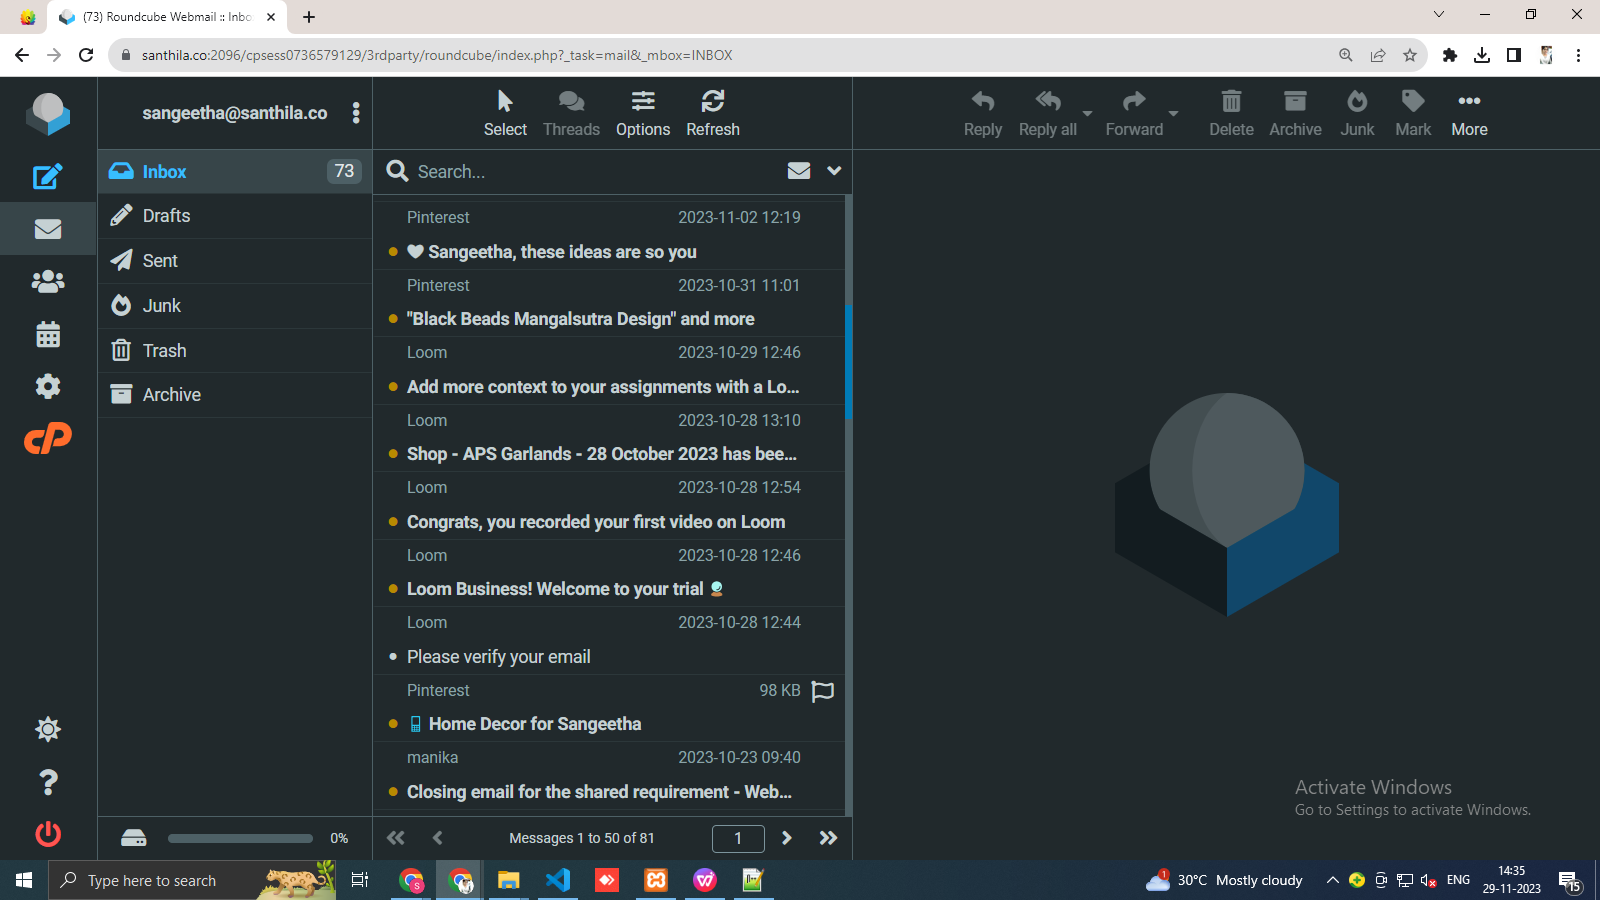 (73) Roundcube Webmail :: Inbo
santhila.co:2096/cpsess0736579129/3rdparty/roundcube/index.php?_task=mail&_mbox=INBOX
sangeetha@santhila.co
Select
Threads
Options
Refresh
Reply
Reply all
Forward
Delete
Archive
Junk
Mark
More
Inbox
73
Drafts
Sent
Junk
Trash
Archive
cP
Search...
Pinterest 2023-11-02 12:19
Sangeetha, these ideas are so you
Pinterest 2023-10-31 11:01
"Black Beads Mangalsutra Design" and more
Loom 2023-10-29 12:46
Add more context to your assignments with a Lo...
Loom 2023-10-28 13:10
Shop - APS Garlands - 28 October 2023 has bee...
Loom 2023-10-28 12:54
Congrats, you recorded your first video on Loom
Loom 2023-10-28 12:46
Loom Business! Welcome to your trial
Loom 2023-10-28 12:44
Please verify your email
Pinterest 98 KB
Home Decor for Sangeetha
manika 2023-10-23 09:40
Closing email for the shared requirement - Web...
0%
Messages 1 to 50 of 81
1
Activate Windows
Go to Settings to activate Windows.
Type here to search
S
1
30°C Mostly cloudy
ENG
14:35
29-11-2023
15